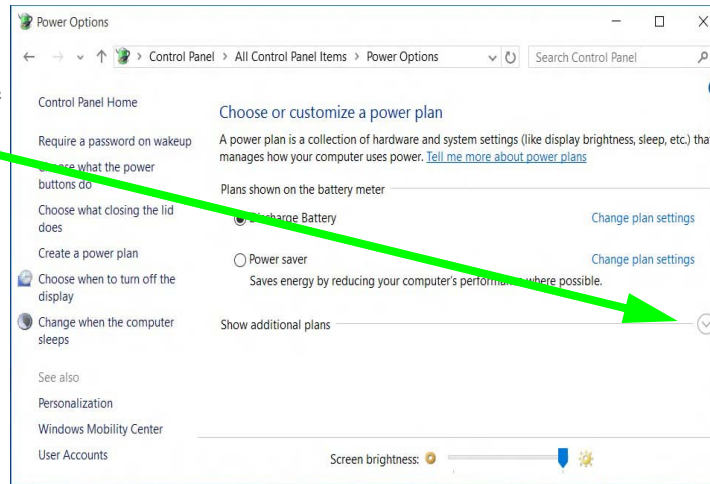 Power Options
Control Panel > All Control Panel Items > Power Options
Search Control Panel
Control Panel Home
Require a password on wakeup
Choose what the power
buttons do
Choose what closing the lid
does
Create a power plan
Choose when to turn off the
display
Change when the computer
sleeps
See also
Personalization
Windows Mobility Center
User Accounts
Choose or customize a power plan
A power plan is a collection of hardware and system settings (like display brightness, sleep, etc.) tha
manages how your computer uses power. Tell me more about power plans
Plans shown on the battery meter
Discharge Battery
Change plan settings
Power saver
Change plan settings
Saves energy by reducing your computer's performance where possible.
Show additional plans
Screen brightness: